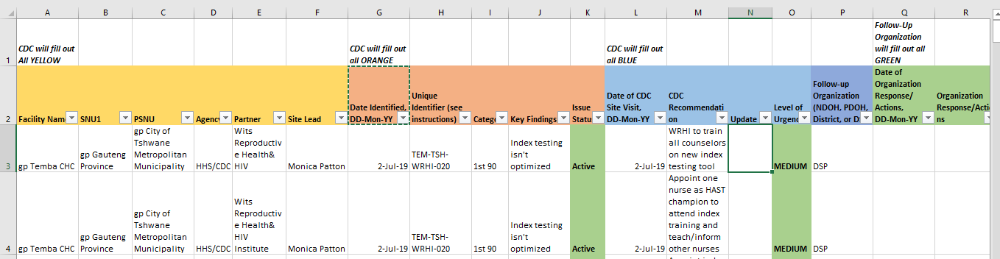 A B C D E F G H I J K L M N O P Q R
1
CDC will fill out
All YELLOW
CDC will fill out
all ORANGE
CDC will fill out
all BLUE
Follow-Up
Organization
will fill out all
GREEN
2
Facility Nam
SNU1
PSNU
Agency
Partner
Site Lead
Date Identified,
DD-Mon-YY
Unique
Identifier (see
instructions)
Catego
Key Findings
Issue
Statu
Date of CDC
Site Visit,
DD-Mon-YY
CDC
Recommendati
on
Update
Level of
Urgenc
Follow-up
Organization
(NDOH, PDOH,
District, or D
Date of
Organization
Response/
Actions,
DD-Mon-YY
Organization
Response/Actio
ns
3
gp Temba CHC
gp Gauteng
Province
gp City of
Tshwane
Metropolitan
Municipality
HHS/CDC
Wits
Reproductiv
e Health&
HIV
Monica Patton
2-Jul-19
TEM-TSH-
WRHI-020
1st 90
Index testing
isn't
optimized
Active
2-Jul-19
WRHI to train
all counselors
on new index
testing tool
MEDIUM
DSP
4
gp Temba CHC
gp Gauteng
Province
gp City of
Tshwane
Metropolitan
Municipality
HHS/CDC
Wits
Reproductiv
e Health&
HIV
Institute
Monica Patton
2-Jul-19
TEM-TSH-
WRHI-020
1st 90
Index testing
isn't
optimized
Active
2-Jul-19
Appoint one
nurse as HAST
champion to
attend index
training and
teach/inform
other nurses
MEDIUM
DSP